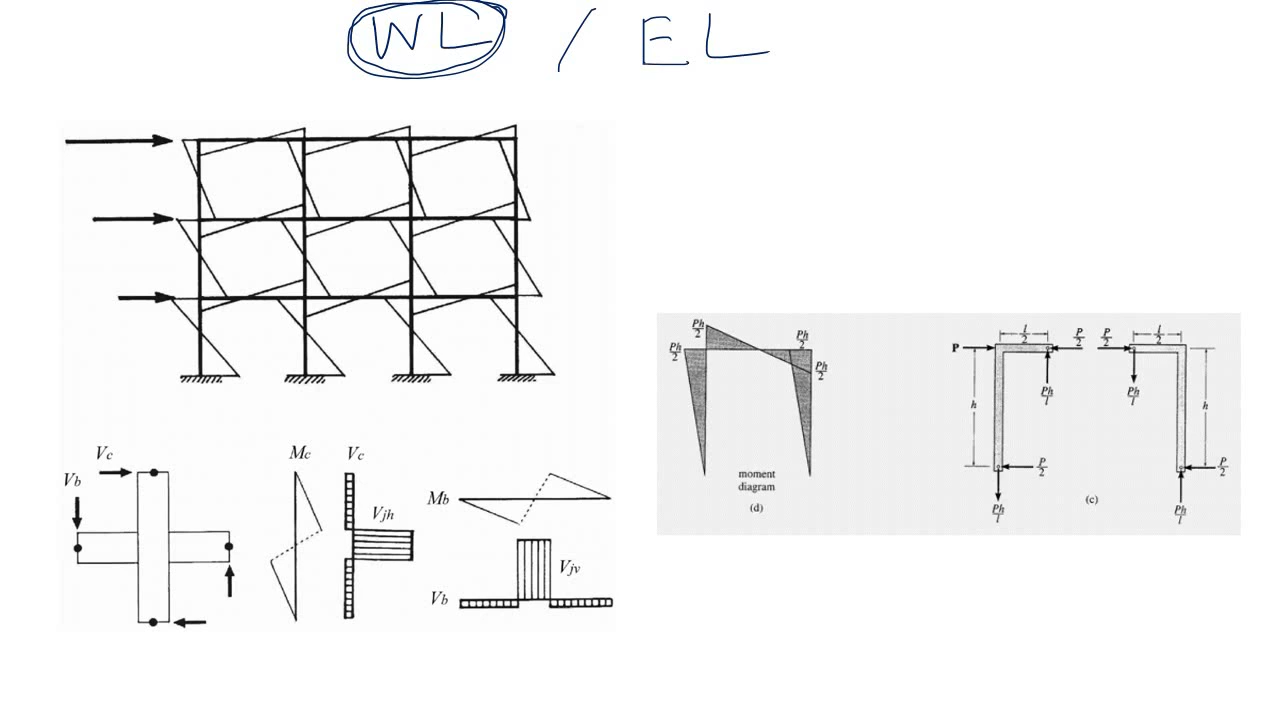 WL / EL
Vc
Vb
Mc
Vc
Vjh
Mb
Vjv
Vb
Ph/2
Ph/2
Ph/2
Ph/2
moment
diagram
(d)
l/2
P
P/2
h
Ph/l
P/2
Ph/l
P/2
l/2
Ph/l
h
P/2
Ph/l
(c)